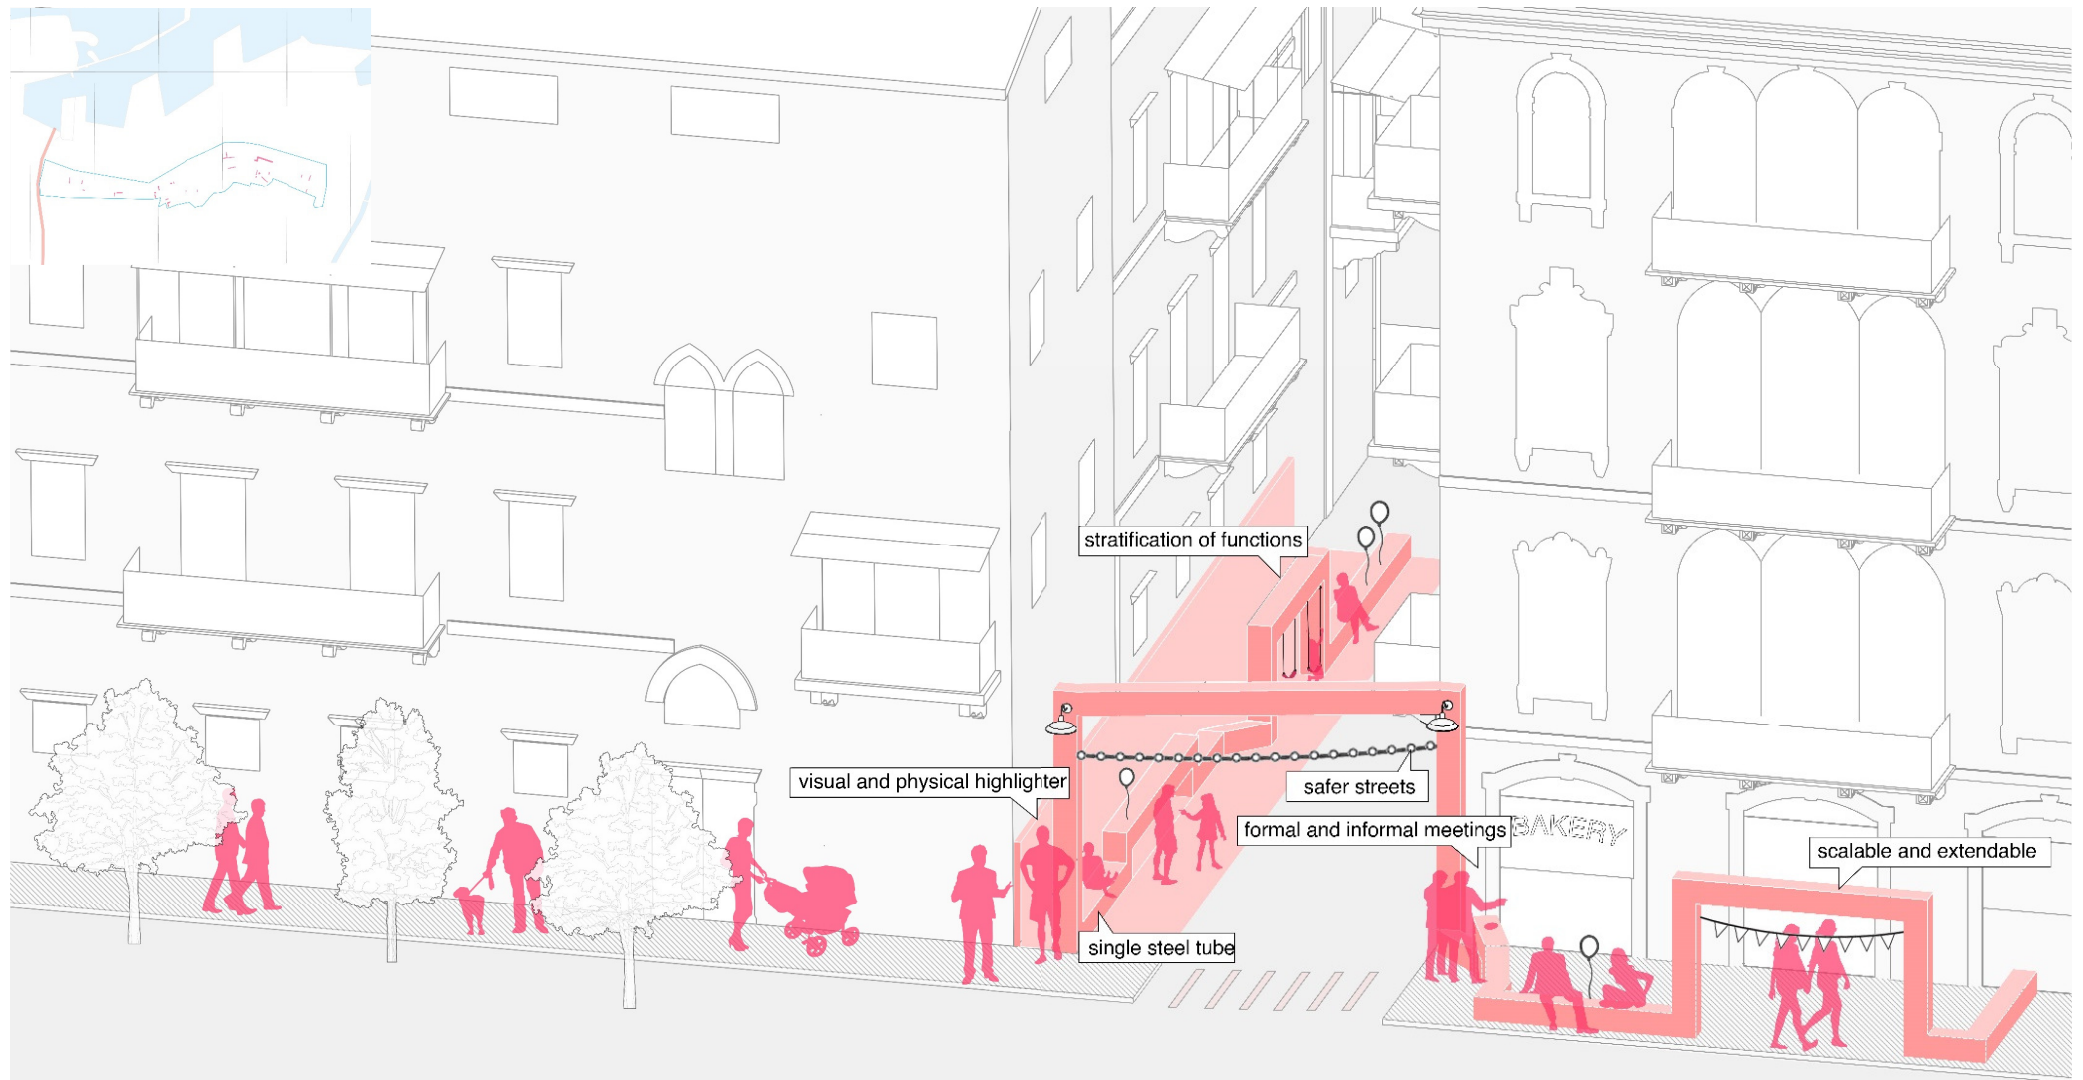 stratification of functions
visual and physical highlighter
safer streets
formal and informal meetings
BAKERY
scalable and extendable
single steel tube